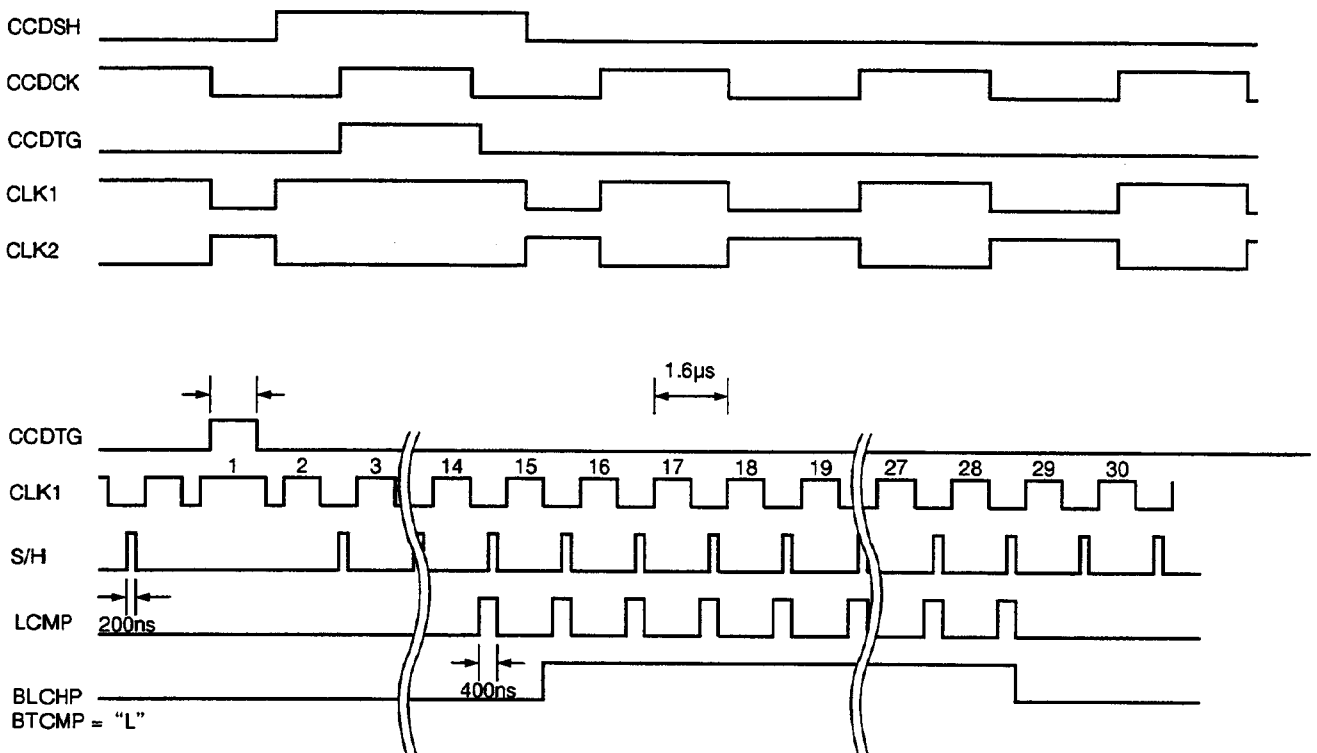 CCDSH
CCDCK
CCDTG
CLK1
CLK2
1.6µs
CCDTG
1 2 3 14 15 16 17 18 19 27 28 29 30
CLK1
S/H
200ns
LCMP
400ns
BLCHP
BTCMP = "L"